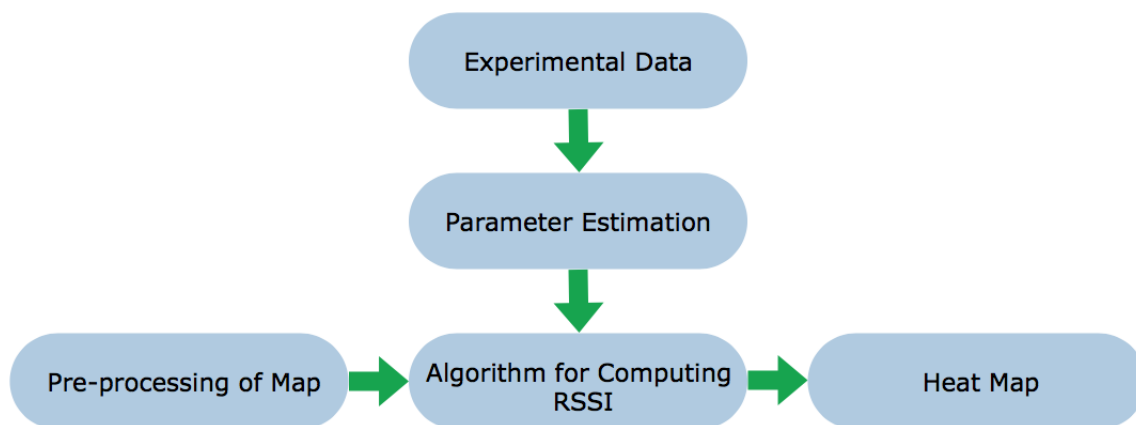 Experimental Data
Parameter Estimation
Pre-processing of Map
Algorithm for Computing
RSSI
Heat Map